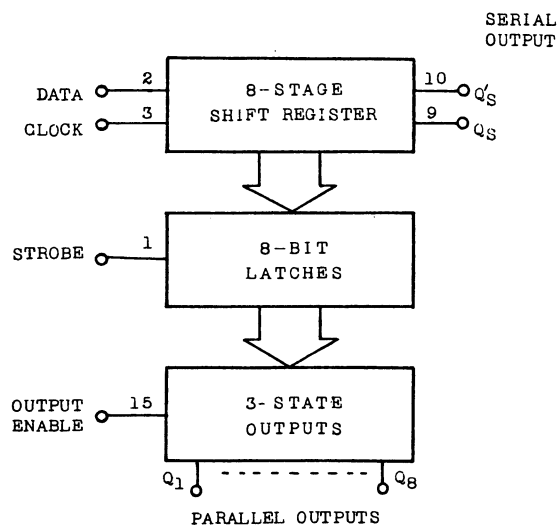 SERIAL
OUTPUT
DATA
2
8-STAGE
SHIFT REGISTER
10
Q'S
CLOCK
3
9
QS
STROBE
1
8-BIT
LATCHES
OUTPUT
ENABLE
15
3-STATE
OUTPUTS
Q1
Q8
PARALLEL OUTPUTS